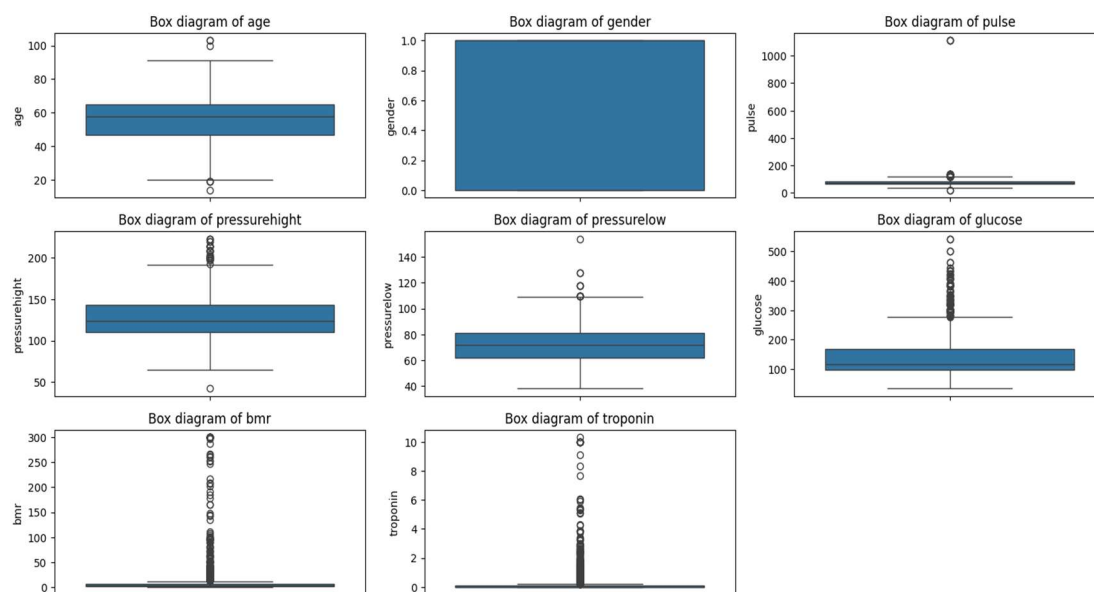 Box diagram of age
age
100
80
60
40
20
Box diagram of gender
gender
1.0
0.8
0.6
0.4
0.2
0.0
Box diagram of pulse
pulse
1000
800
600
400
200
0
Box diagram of pressurehight
pressurehight
200
150
100
50
Box diagram of pressurelow
pressurelow
140
120
100
80
60
40
Box diagram of glucose
glucose
500
400
300
200
100
Box diagram of bmr
bmr
300
250
200
150
100
50
0
Box diagram of troponin
troponin
10
8
6
4
2
0